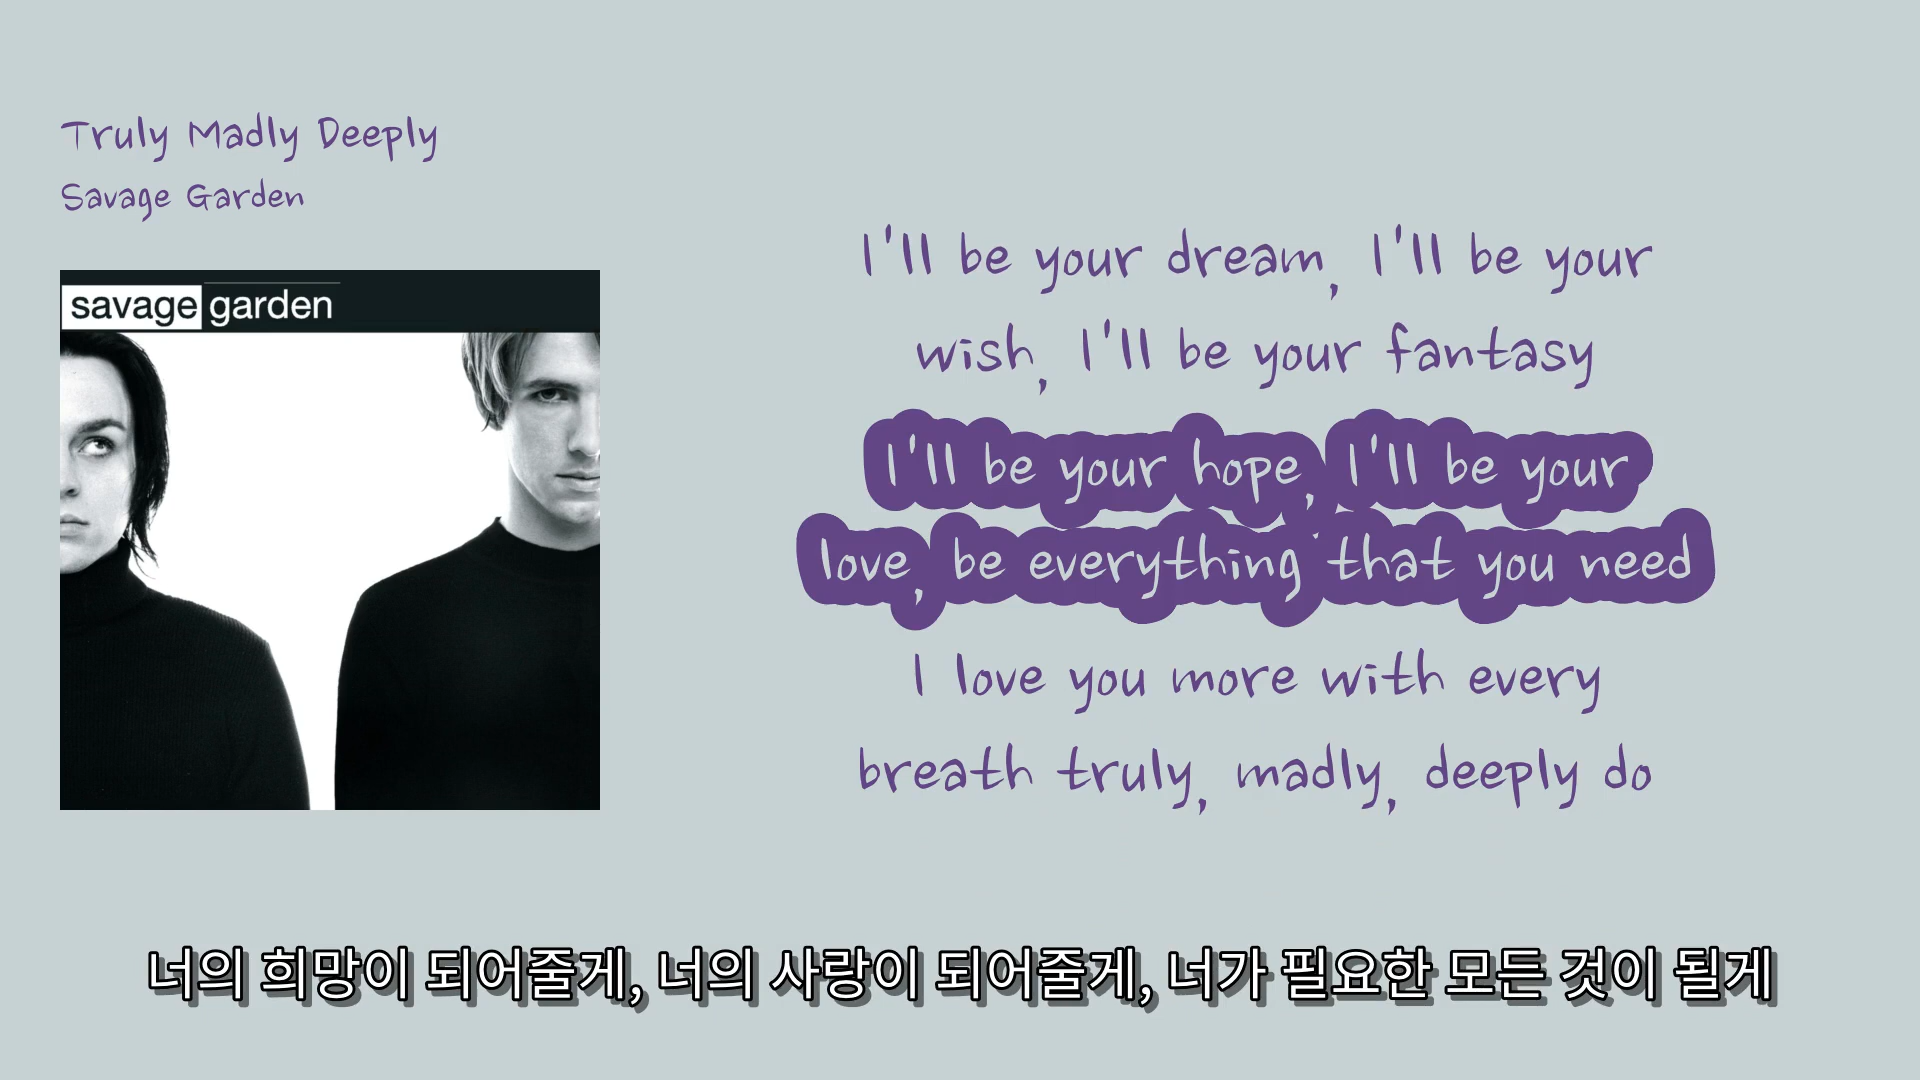 Truly Madly Deeply
Savage Garden
savage garden
I'll be your dream, I'll be your
wish, I'll be your fantasy
I'll be your hope, I'll be your
love, be everything that you need
I love you more with every
breath truly, madly, deeply do
너의 희망이 되어줄게, 너의 사랑이 되어줄게, 너가 필요한 모든 것이 될게